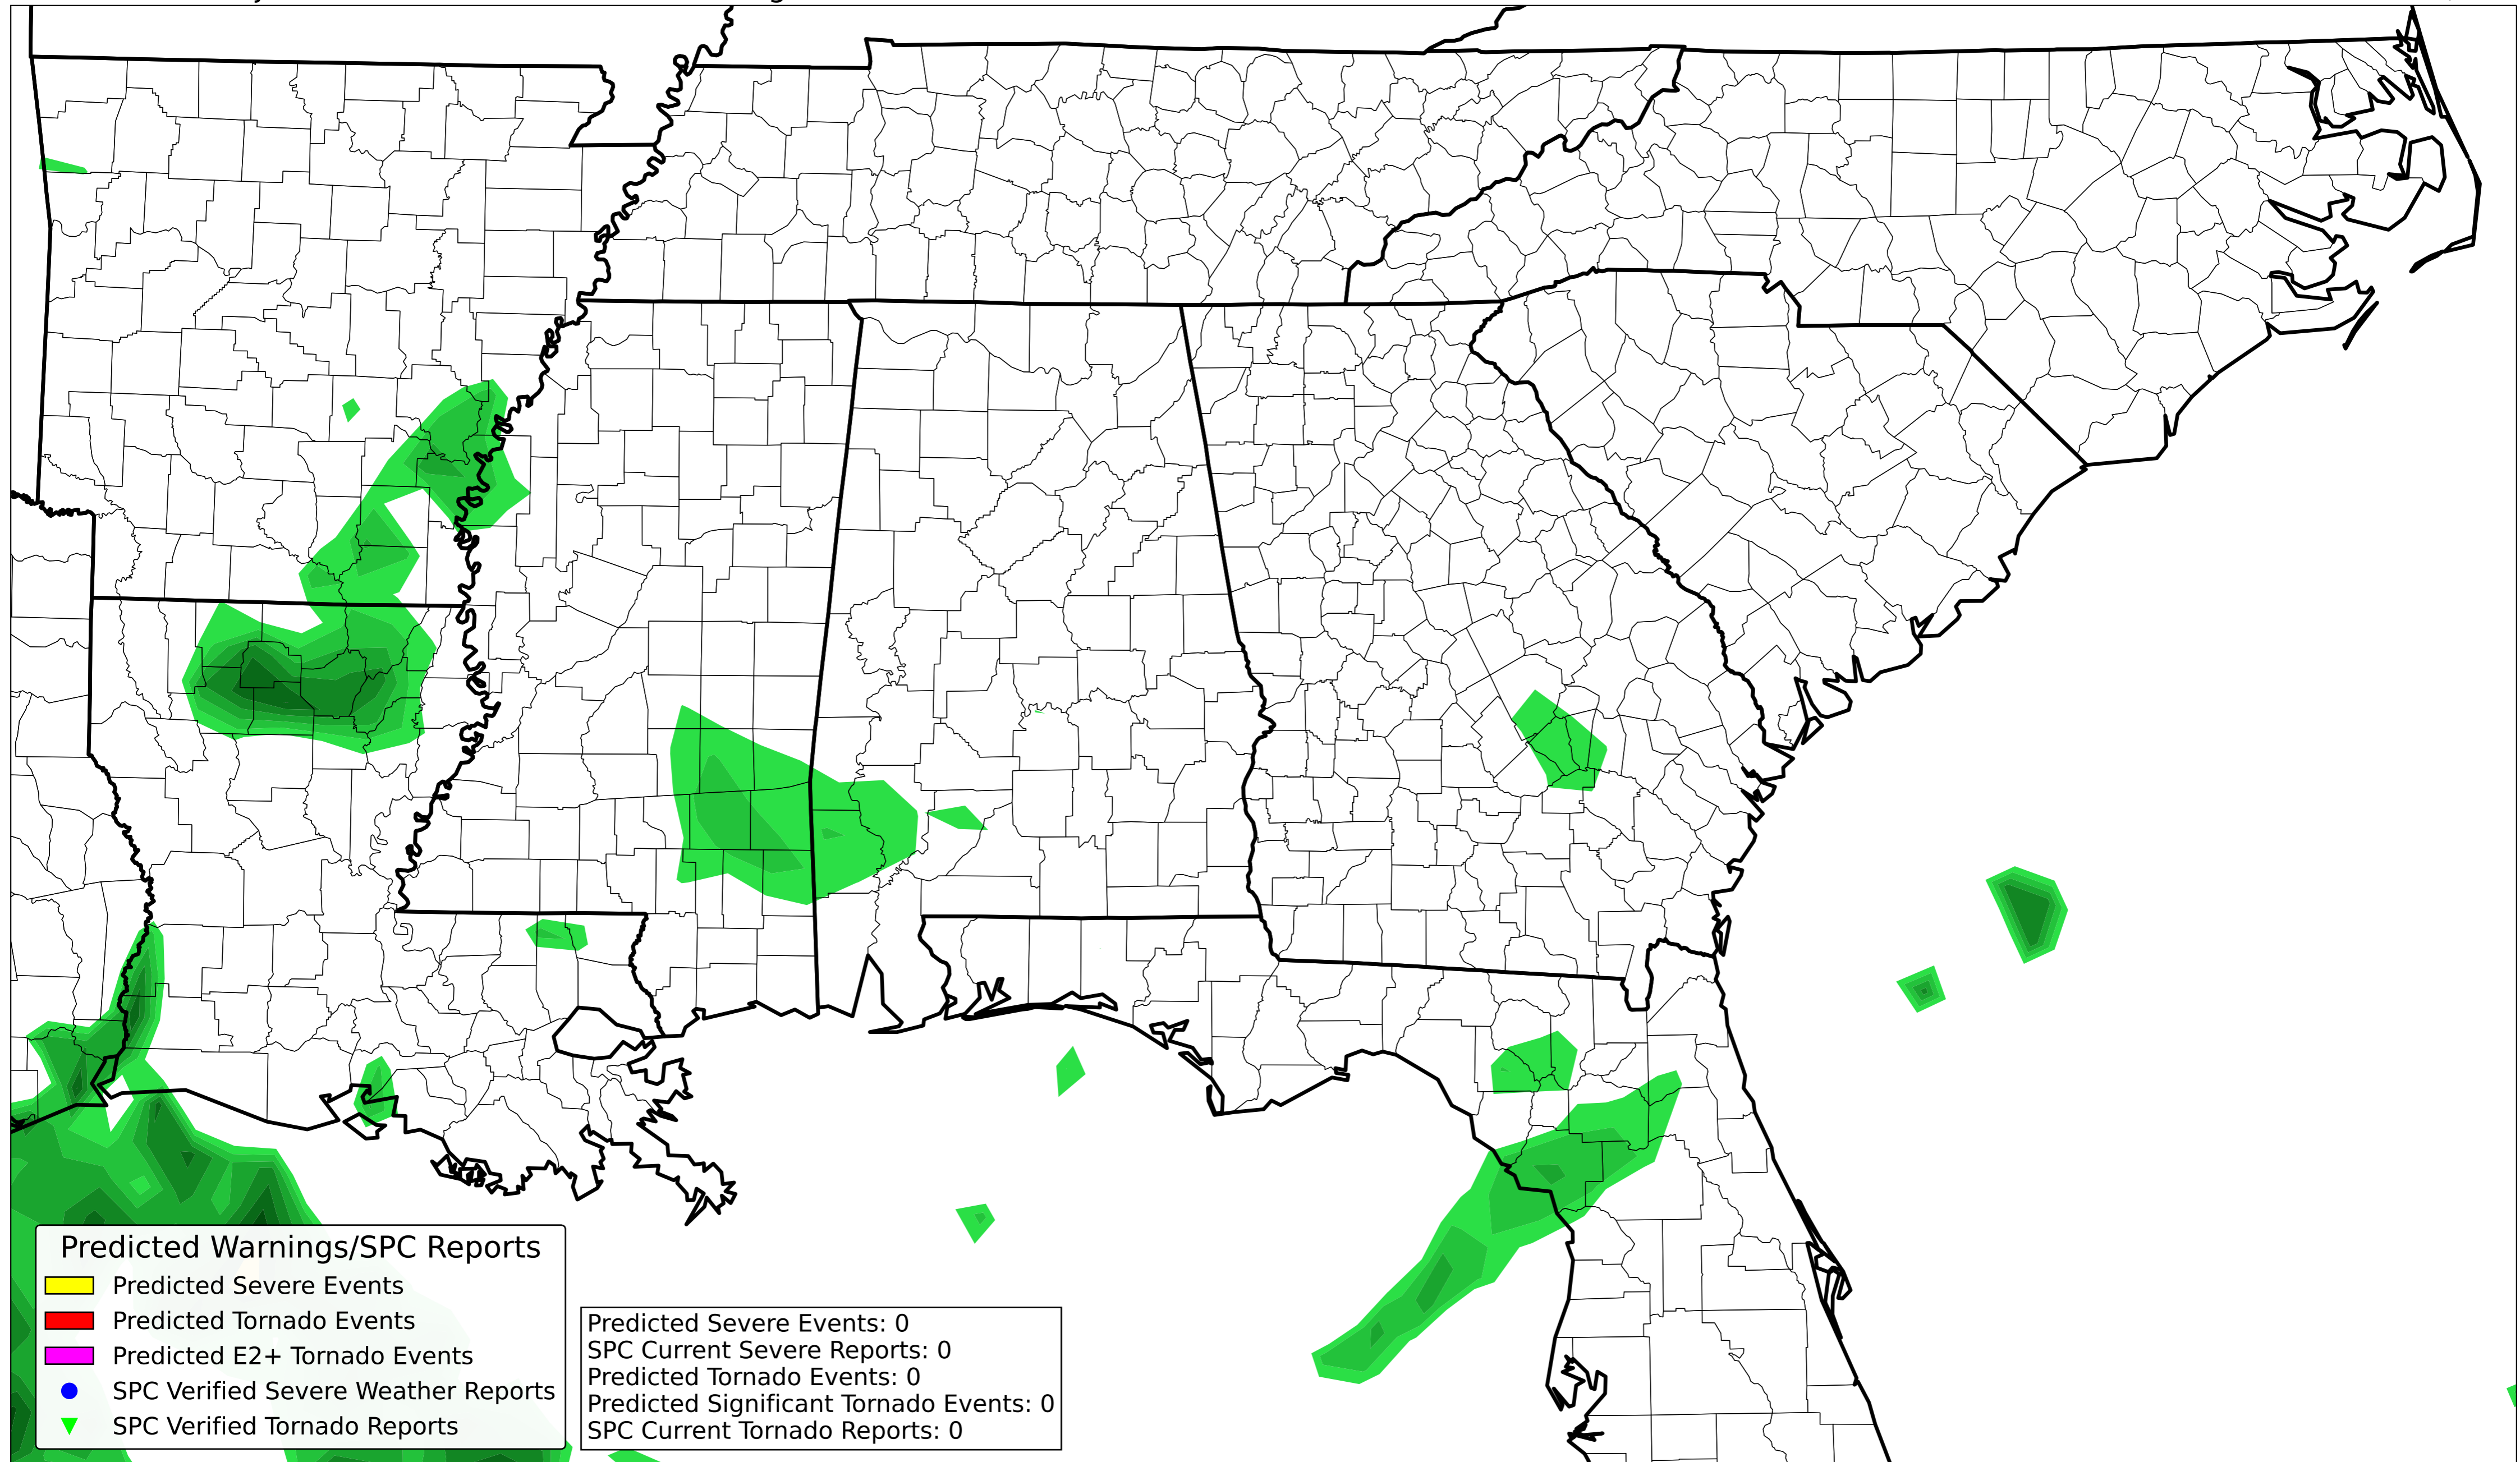 Predicted Warnings/SPC Reports
Predicted Severe Events
Predicted Tornado Events
Predicted E2+ Tornado Events
SPC Verified Severe Weather Reports
SPC Verified Tornado Reports
Predicted Severe Events: 0
SPC Current Severe Reports: 0
Predicted Tornado Events: 0
Predicted Significant Tornado Events: 0
SPC Current Tornado Reports: 0